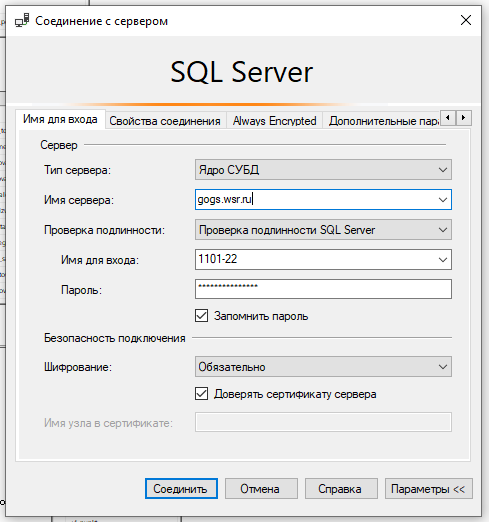 Соединение с сервером
SQL Server
Имя для входа Свойства соединения Always Encrypted Дополнительные пара
Сервер
Тип сервера: Ядро СУБД
Имя сервера: gogs.wsr.ru
Проверка подлинности: Проверка подлинности SQL Server
Имя для входа: 1101-22
Пароль: ***************
Запомнить пароль
Безопасность подключения
Шифрование: Обязательно
Доверять сертификату сервера
Имя узла в сертификате:
Соединить Отмена Справка Параметры <<